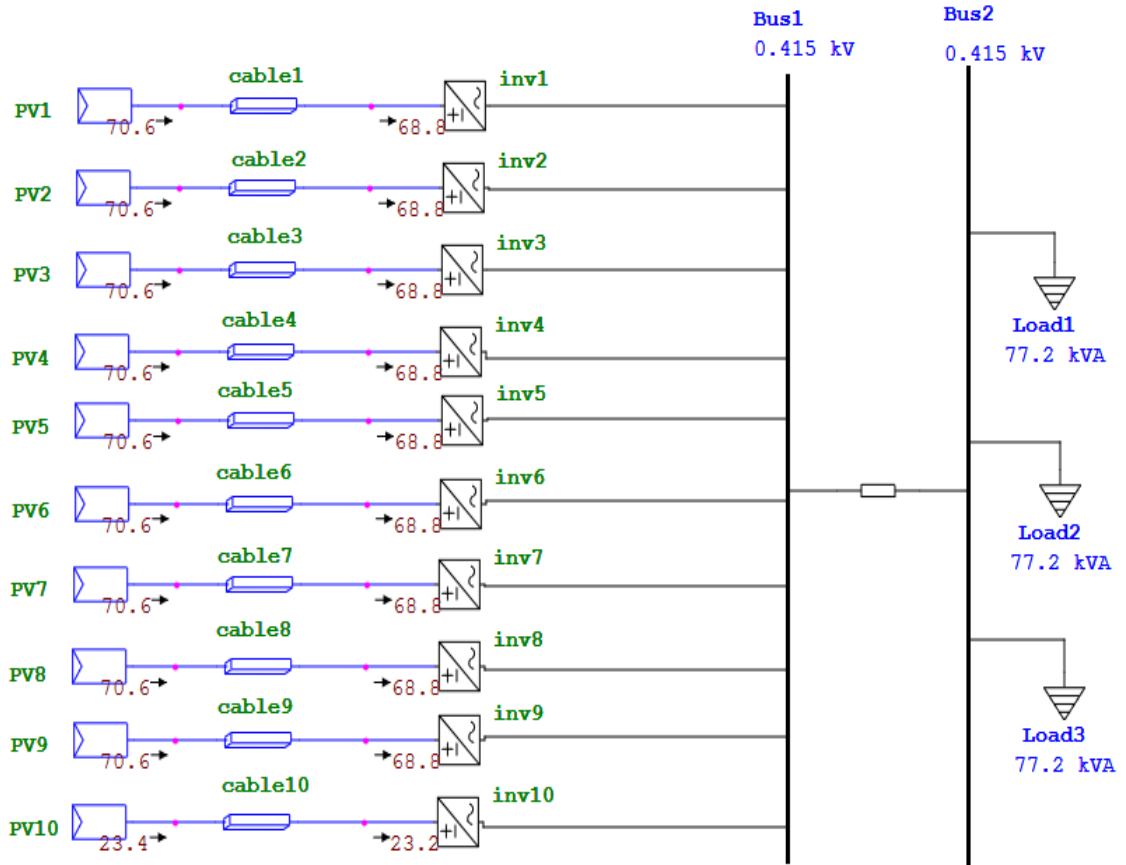 Bus1
0.415 kV
Bus2
0.415 kV
PV1
70.6
cable1
68.8
inv1
PV2
70.6
cable2
68.8
inv2
PV3
70.6
cable3
68.8
inv3
PV4
70.6
cable4
68.8
inv4
PV5
70.6
cable5
68.8
inv5
PV6
70.6
cable6
68.8
inv6
PV7
70.6
cable7
68.8
inv7
PV8
70.6
cable8
68.8
inv8
PV9
70.6
cable9
68.8
inv9
PV10
23.4
cable10
23.2
inv10
Load1
77.2 kVA
Load2
77.2 kVA
Load3
77.2 kVA